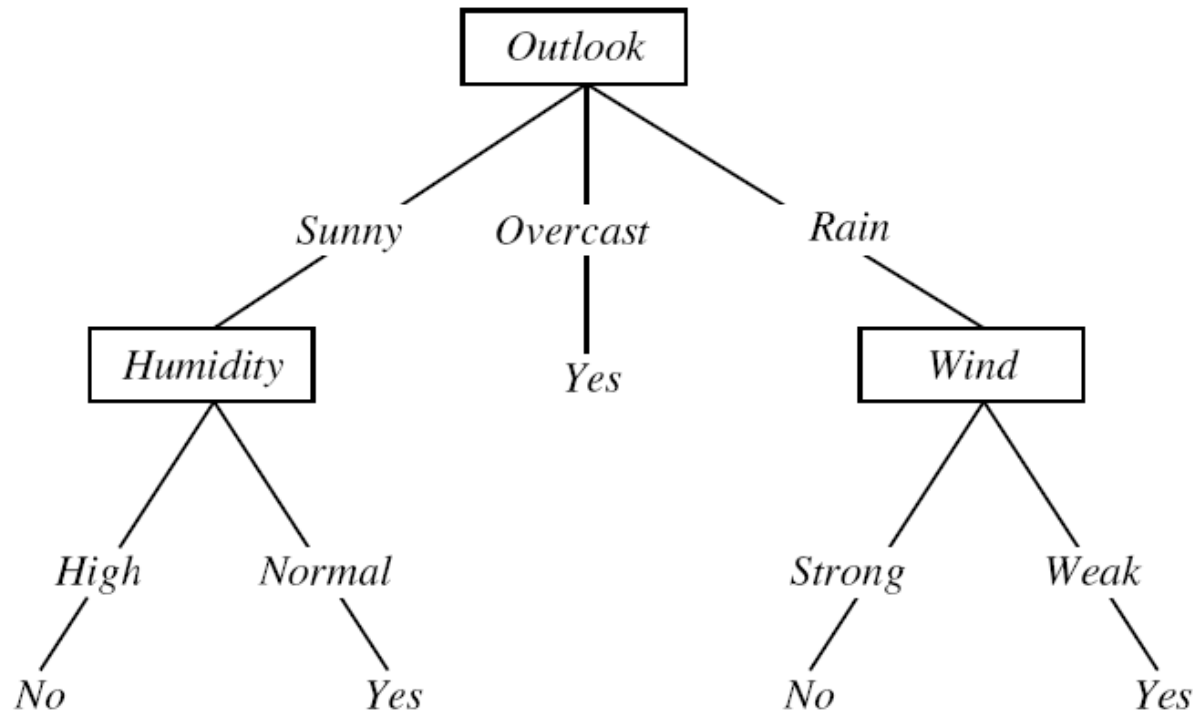 Outlook
Sunny Overcast Rain
Humidity Yes Wind
High Normal Strong Weak
No Yes No Yes